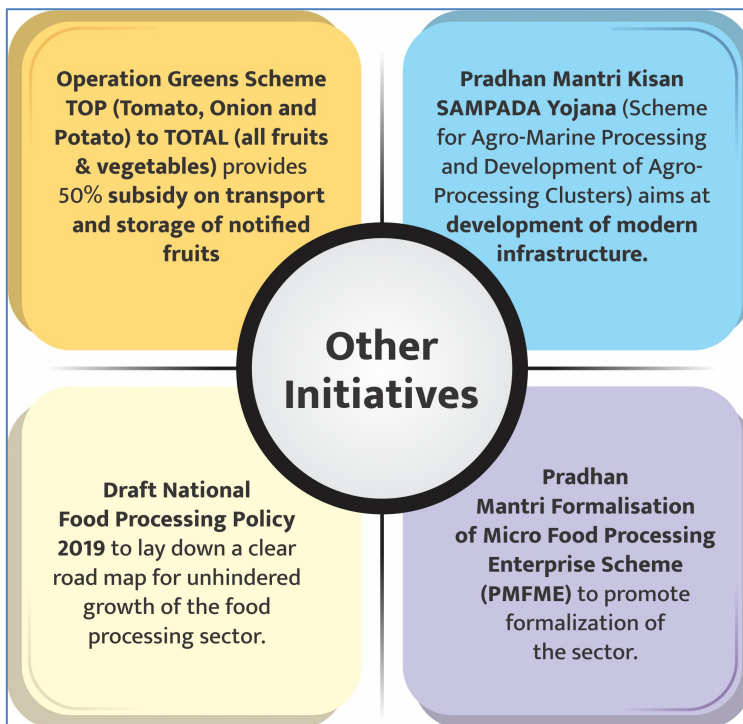 Operation Greens Scheme
TOP (Tomato, Onion and
Potato) to TOTAL (all fruits
& vegetables) provides
50% subsidy on transport
and storage of notified
fruits
Pradhan Mantri Kisan
SAMPADA Yojana (Scheme
for Agro-Marine Processing
and Development of Agro-
Processing Clusters) aims at
development of modern
infrastructure.
Other
Initiatives
Draft National
Food Processing Policy
2019 to lay down a clear
road map for unhindered
growth of the food
processing sector.
Pradhan
Mantri Formalisation
of Micro Food Processing
Enterprise Scheme
(PMFME) to promote
formalization of
the sector.